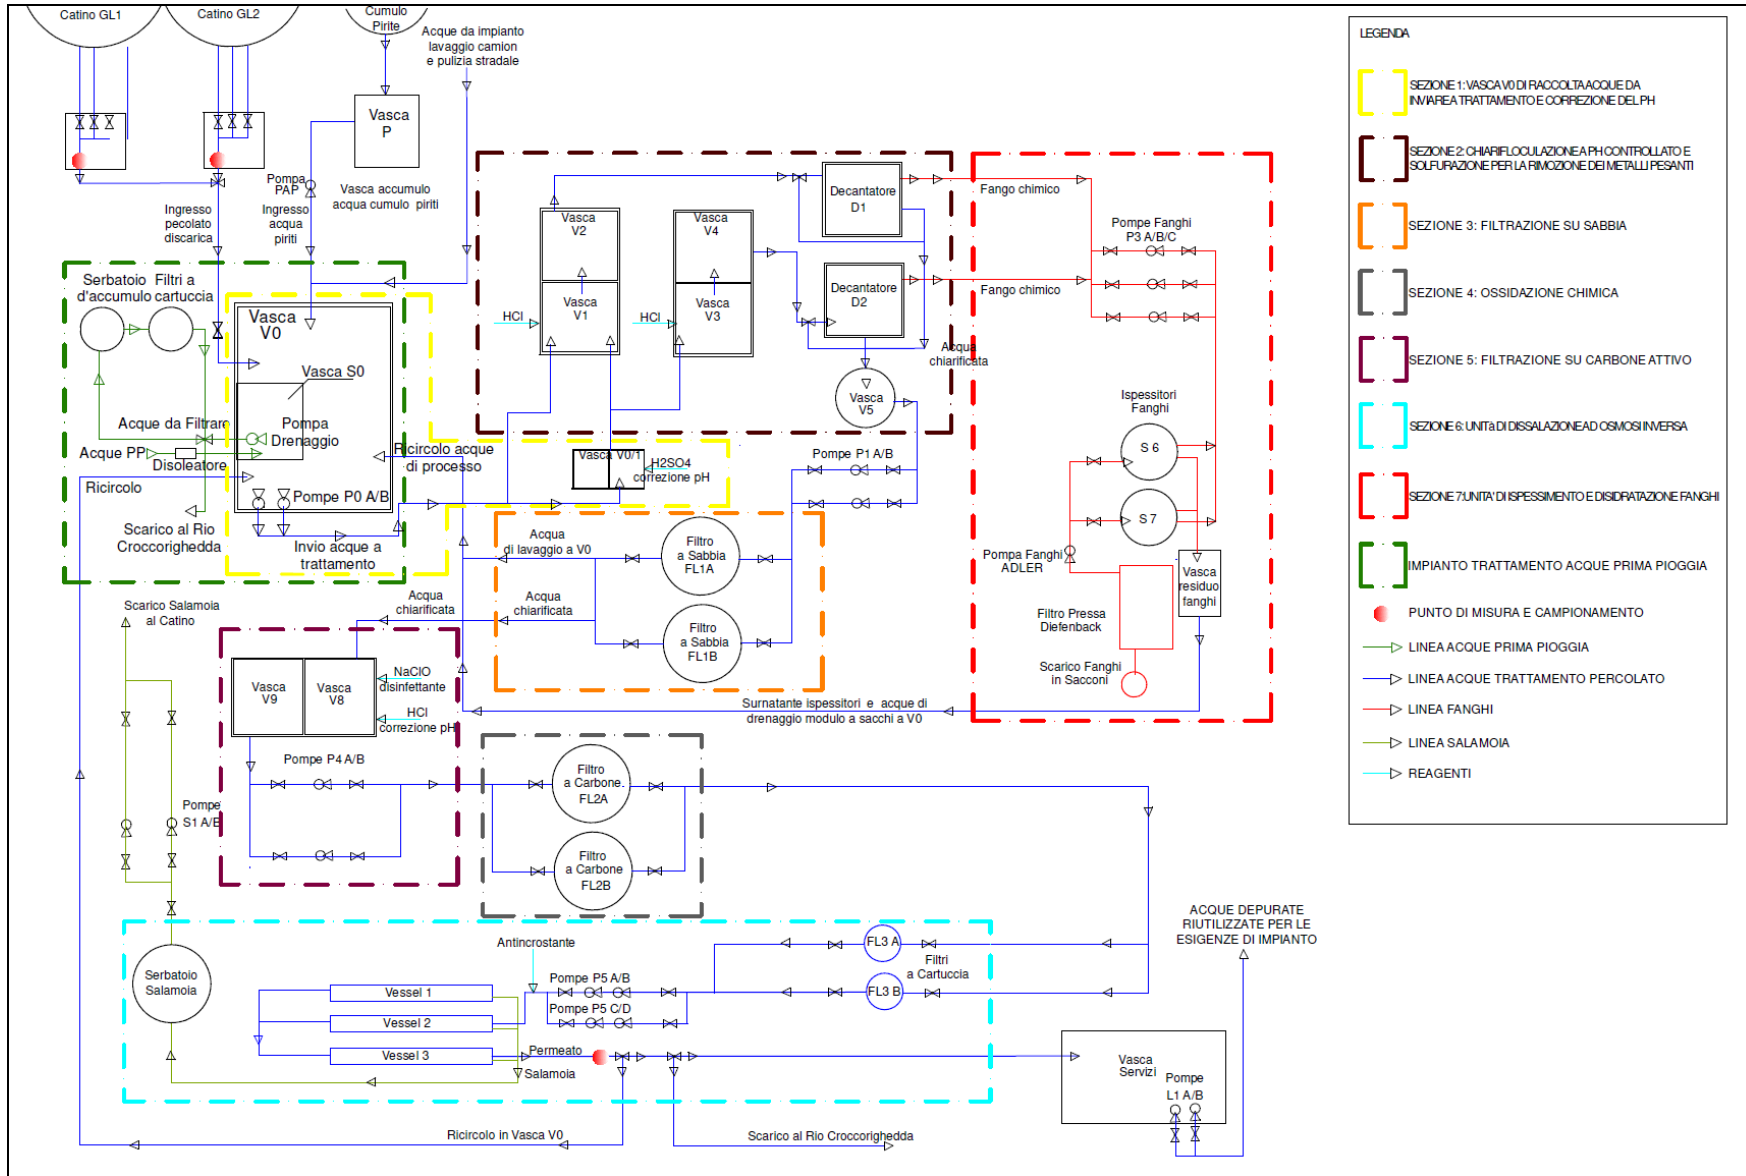 Catino GL1
Catino GL2
Cumulo
Pirite
Acque da impianto
lavaggio camion
e pulizia stradale
Vasca
P
Pompa
PAP
Vasca accumulo
acqua cumulo piriti
Ingresso
pecolato
discarica
Ingresso
acqua
piriti
Serbatoio
d'accumulo
Filtri a
cartuccia
Vasca
V0
Vasca S0
Acque da Filtrare
Pompa
Drenaggio
Acque PP
Disoleatore
Ricircolo
Pompe P0 A/B
Scarico al Rio
Croccorighedda
Invio acque a
trattamento
Ricircolo acque
di processo
Vasca
V2
Vasca
V1
HCl
Vasca
V4
Vasca
V3
HCl
Decantatore
D1
Decantatore
D2
Acqua
chiarificata
Vasca
V5
Vasca V0/1
H2SO4
correzione pH
Pompe P1 A/B
Fango chimico
Fango chimico
Pompe Fanghi
P3 A/B/C
Ispessitori
Fanghi
S 6
S 7
Pompa Fanghi
ADLER
Vasca
residuo
fanghi
Filtro Pressa
Diefenback
Scarico Fanghi
in Sacconi
Acqua
di lavaggio a V0
Filtro
a Sabbia
FL1A
Acqua
chiarificata
Filtro
a Sabbia
FL1B
Surnatante ispessitori e acque di
drenaggio modulo a sacchi a V0
Scarico Salamoia
al Catino
Vasca
V9
Vasca
V8
NaClO
disinfettante
HCl
correzione pH
Pompe P4 A/B
Pompe
S1 A/B
Filtro
a Carbone
FL2A
Filtro
a Carbone
FL2B
Serbatoio
Salamoia
Antincrostante
Vessel 1
Vessel 2
Vessel 3
Pompe P5 A/B
Pompe P5 C/D
FL3 A
FL3 B
Filtri
a Cartuccia
Permeato
Salamoia
Ricircolo in Vasca V0
Scarico al Rio Croccorighedda
ACQUE DEPURATE
RIUTILIZZATE PER LE
ESIGENZE DI IMPIANTO
Vasca
Servizi
Pompe
L1 A/B
LEGENDA
SEZIONE 1: VASCA V0 DI RACCOLTA ACQUE DA
INVIARE A TRATTAMENTO E CORREZIONE DEL PH
SEZIONE 2: CHIARIFLOCULAZIONE A PH CONTROLLATO E
SOLFURAZIONE PER LA RIMOZIONE DEI METALLI PESANTI
SEZIONE 3: FILTRAZIONE SU SABBIA
SEZIONE 4: OSSIDAZIONE CHIMICA
SEZIONE 5: FILTRAZIONE SU CARBONE ATTIVO
SEZIONE 6: UNITà DI DISSALAZIONE AD OSMOSI INVERSA
SEZIONE 7:UNITA' DI ISPESSIMENTO E DISIDRATAZIONE FANGHI
IMPIANTO TRATTAMENTO ACQUE PRIMA PIOGGIA
PUNTO DI MISURA E CAMPIONAMENTO
LINEA ACQUE PRIMA PIOGGIA
LINEA ACQUE TRATTAMENTO PERCOLATO
LINEA FANGHI
LINEA SALAMOIA
REAGENTI